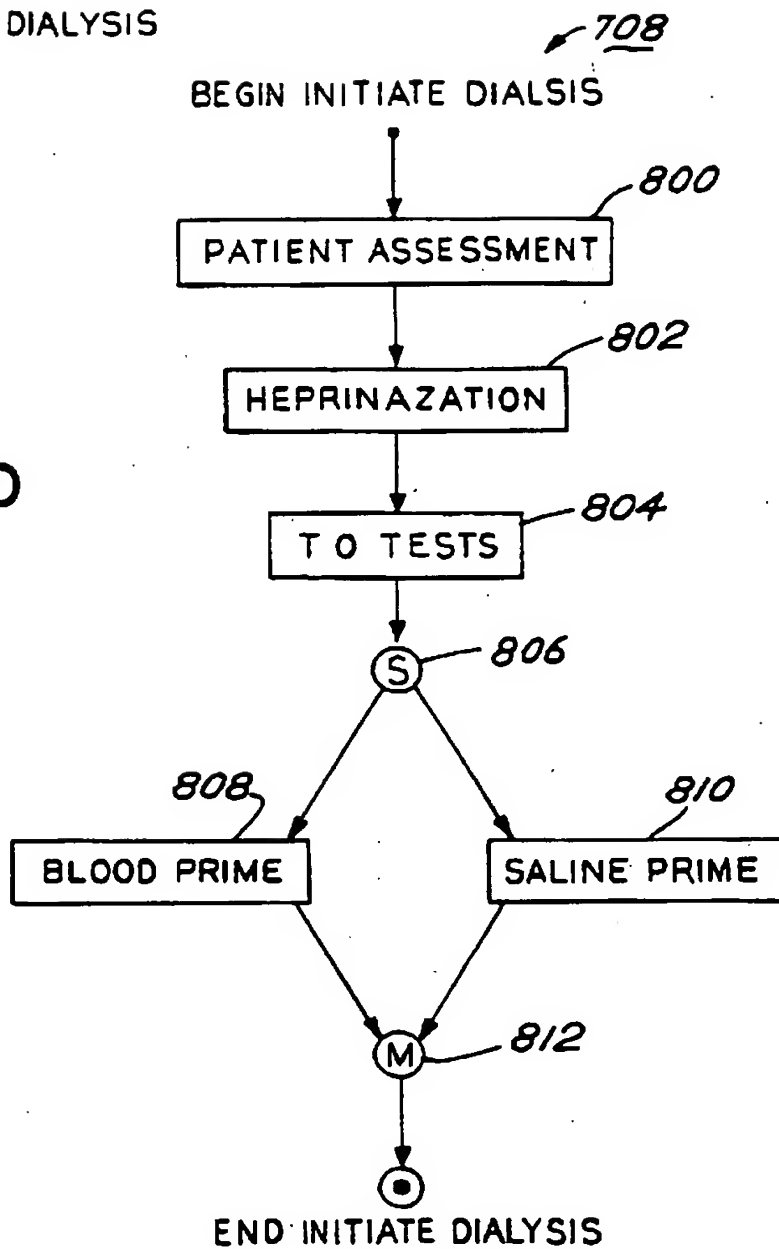 DIALYSIS
708
BEGIN INITIATE DIALSIS
800
PATIENT ASSESSMENT
802
HEPRINAZATION
804
TO TESTS
S
806
808
810
BLOOD PRIME
SALINE PRIME
M
812
END INITIATE DIALYSIS